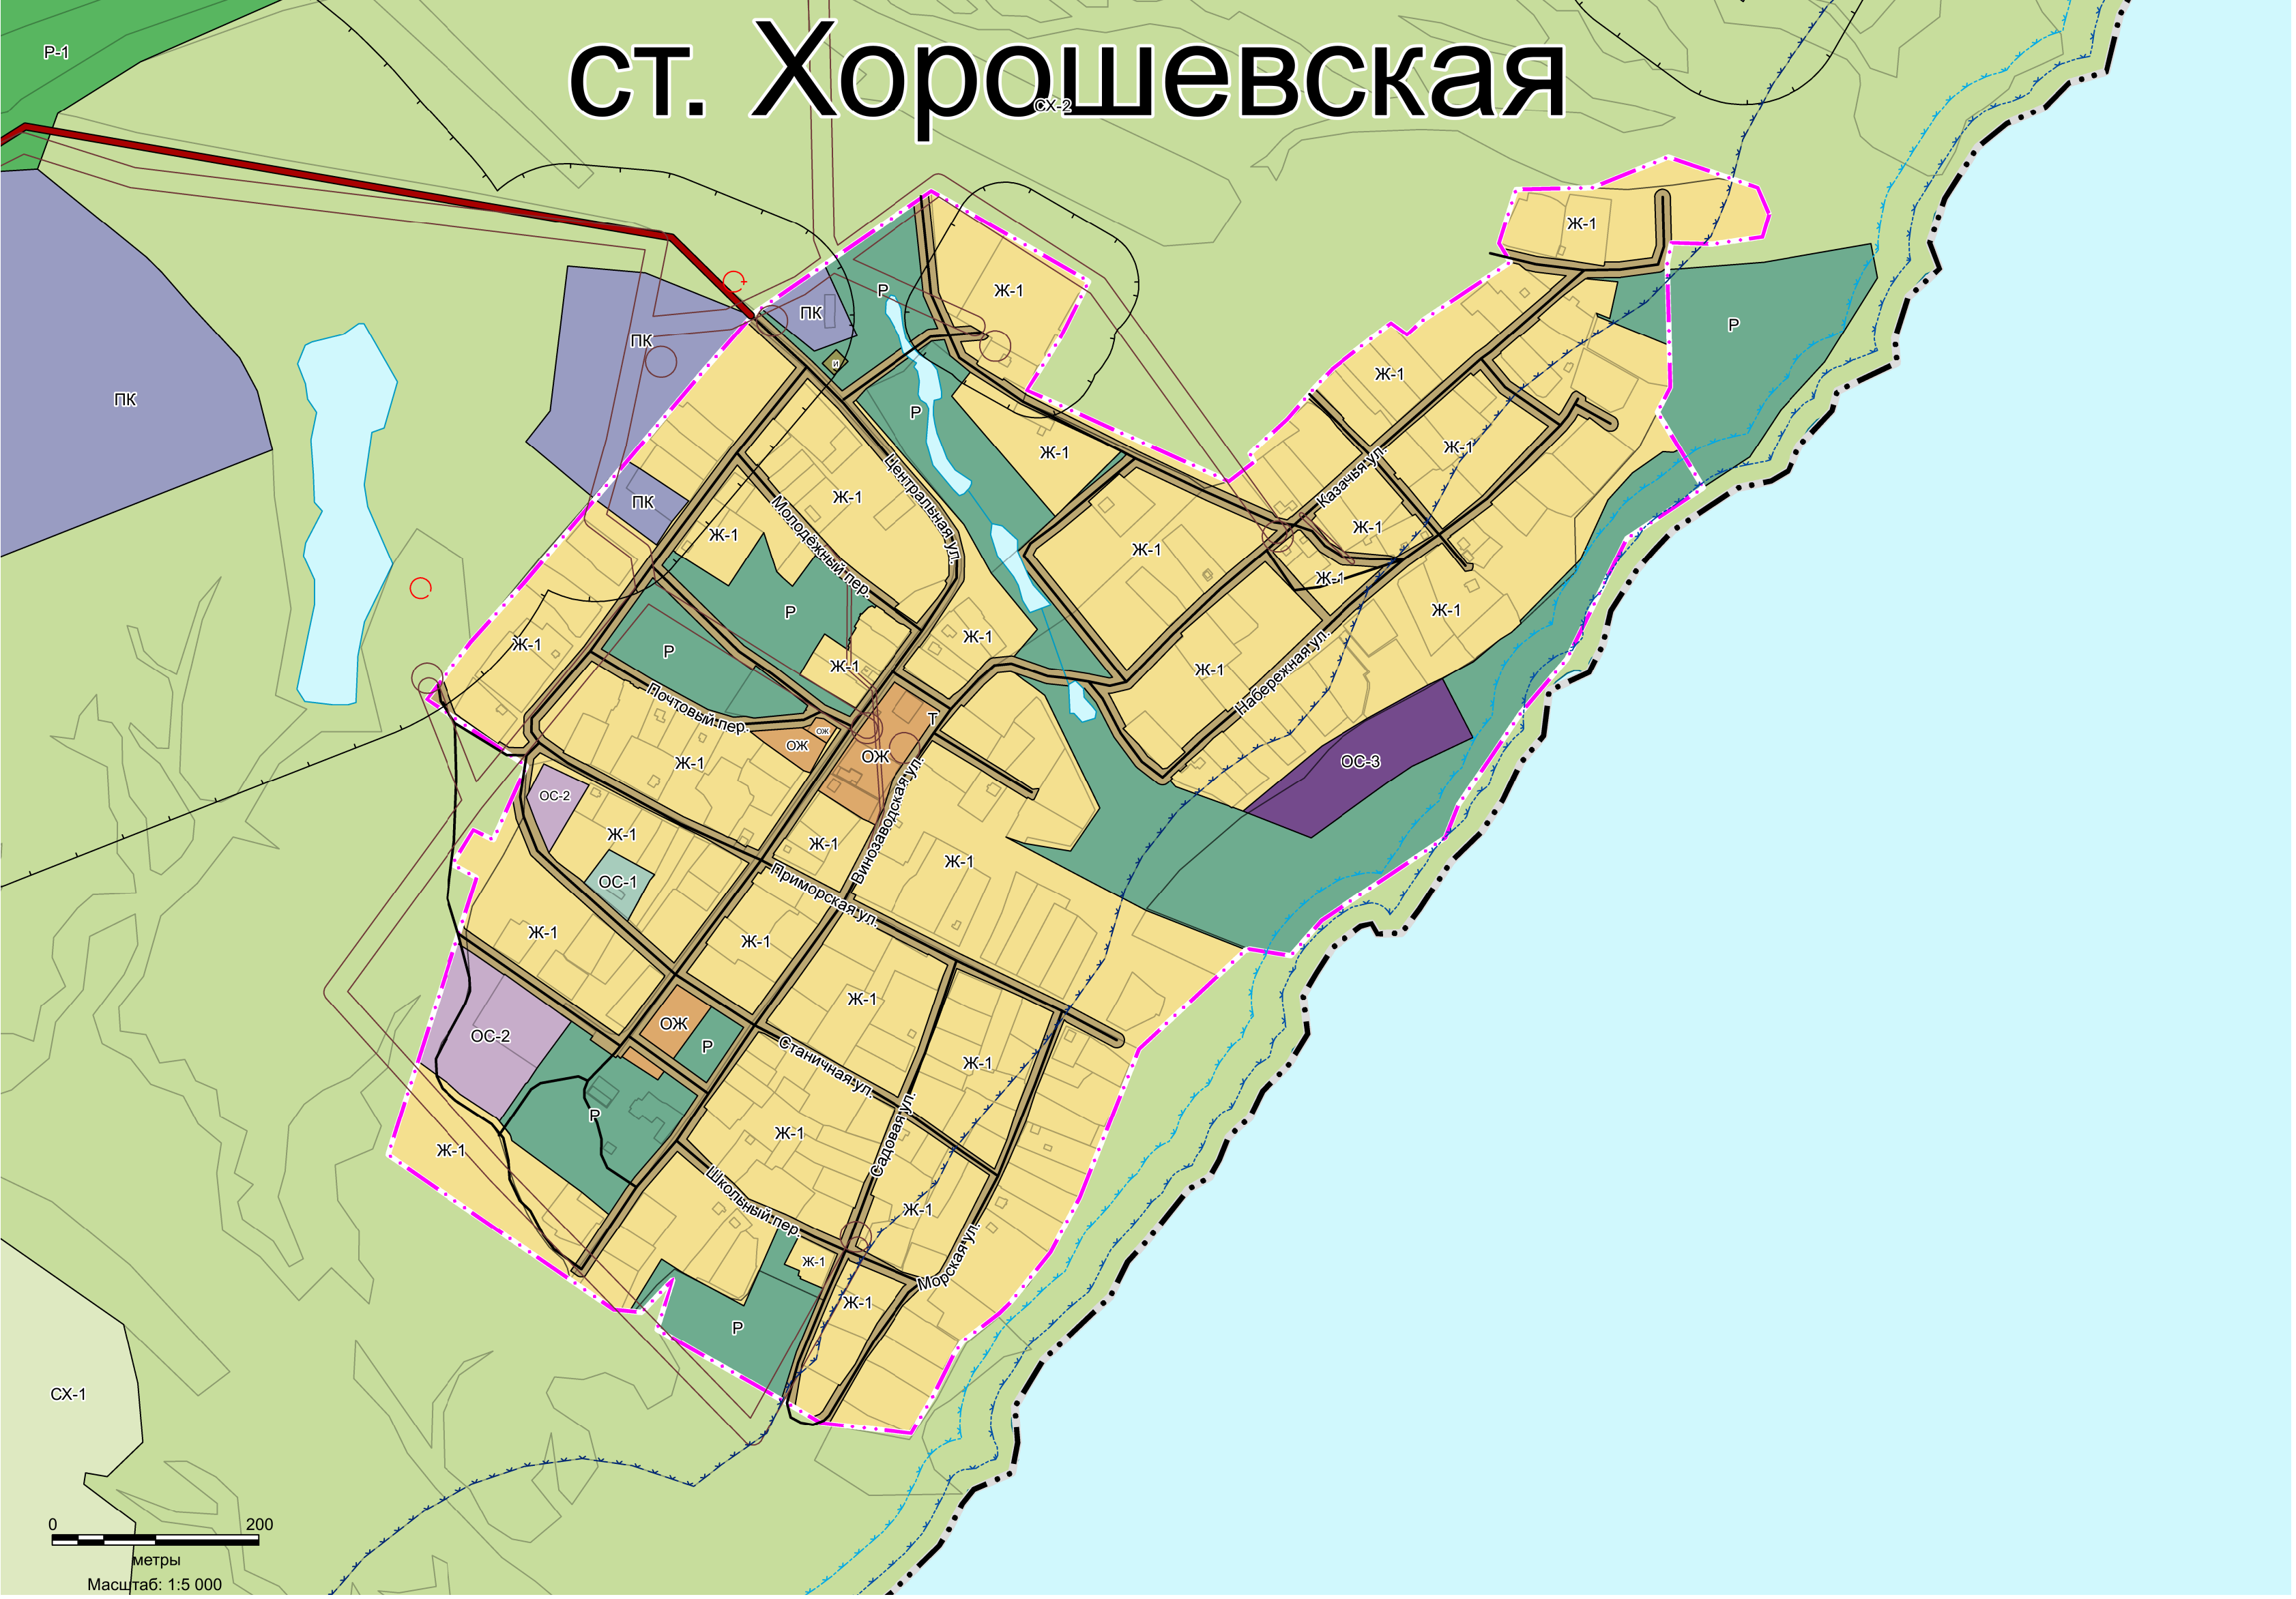 ст. Хорошевская
Р-1
СХ-2
Ж-1
Р
Ж-1
ПК
Р
ПК
и
Ж-1
ПК
Р
Ж-1
Ж-1
Казачья ул.
Центральная ул.
Ж-1
ПК
Молодёжный пер.
Ж-1
Ж-1
Ж-1
Ж-1
Р
Ж-1
Ж-1
Ж-1
Р
Ж-1
Ж-1
Набережная ул.
Почтовый пер.
Т
ОЖ
ОЖ
ОЖ
Ж-1
ОС-3
ОС-2
Винозаводская ул.
Ж-1
Ж-1
Ж-1
ОС-1
Приморская ул.
Ж-1
Ж-1
Ж-1
ОЖ
ОС-2
Р
Станичная ул.
Ж-1
Р
Ж-1
Садовая ул.
Ж-1
Школьный пер.
Ж-1
Морская ул.
Ж-1
Ж-1
Р
СХ-1
0 200
метры
Масштаб: 1:5 000